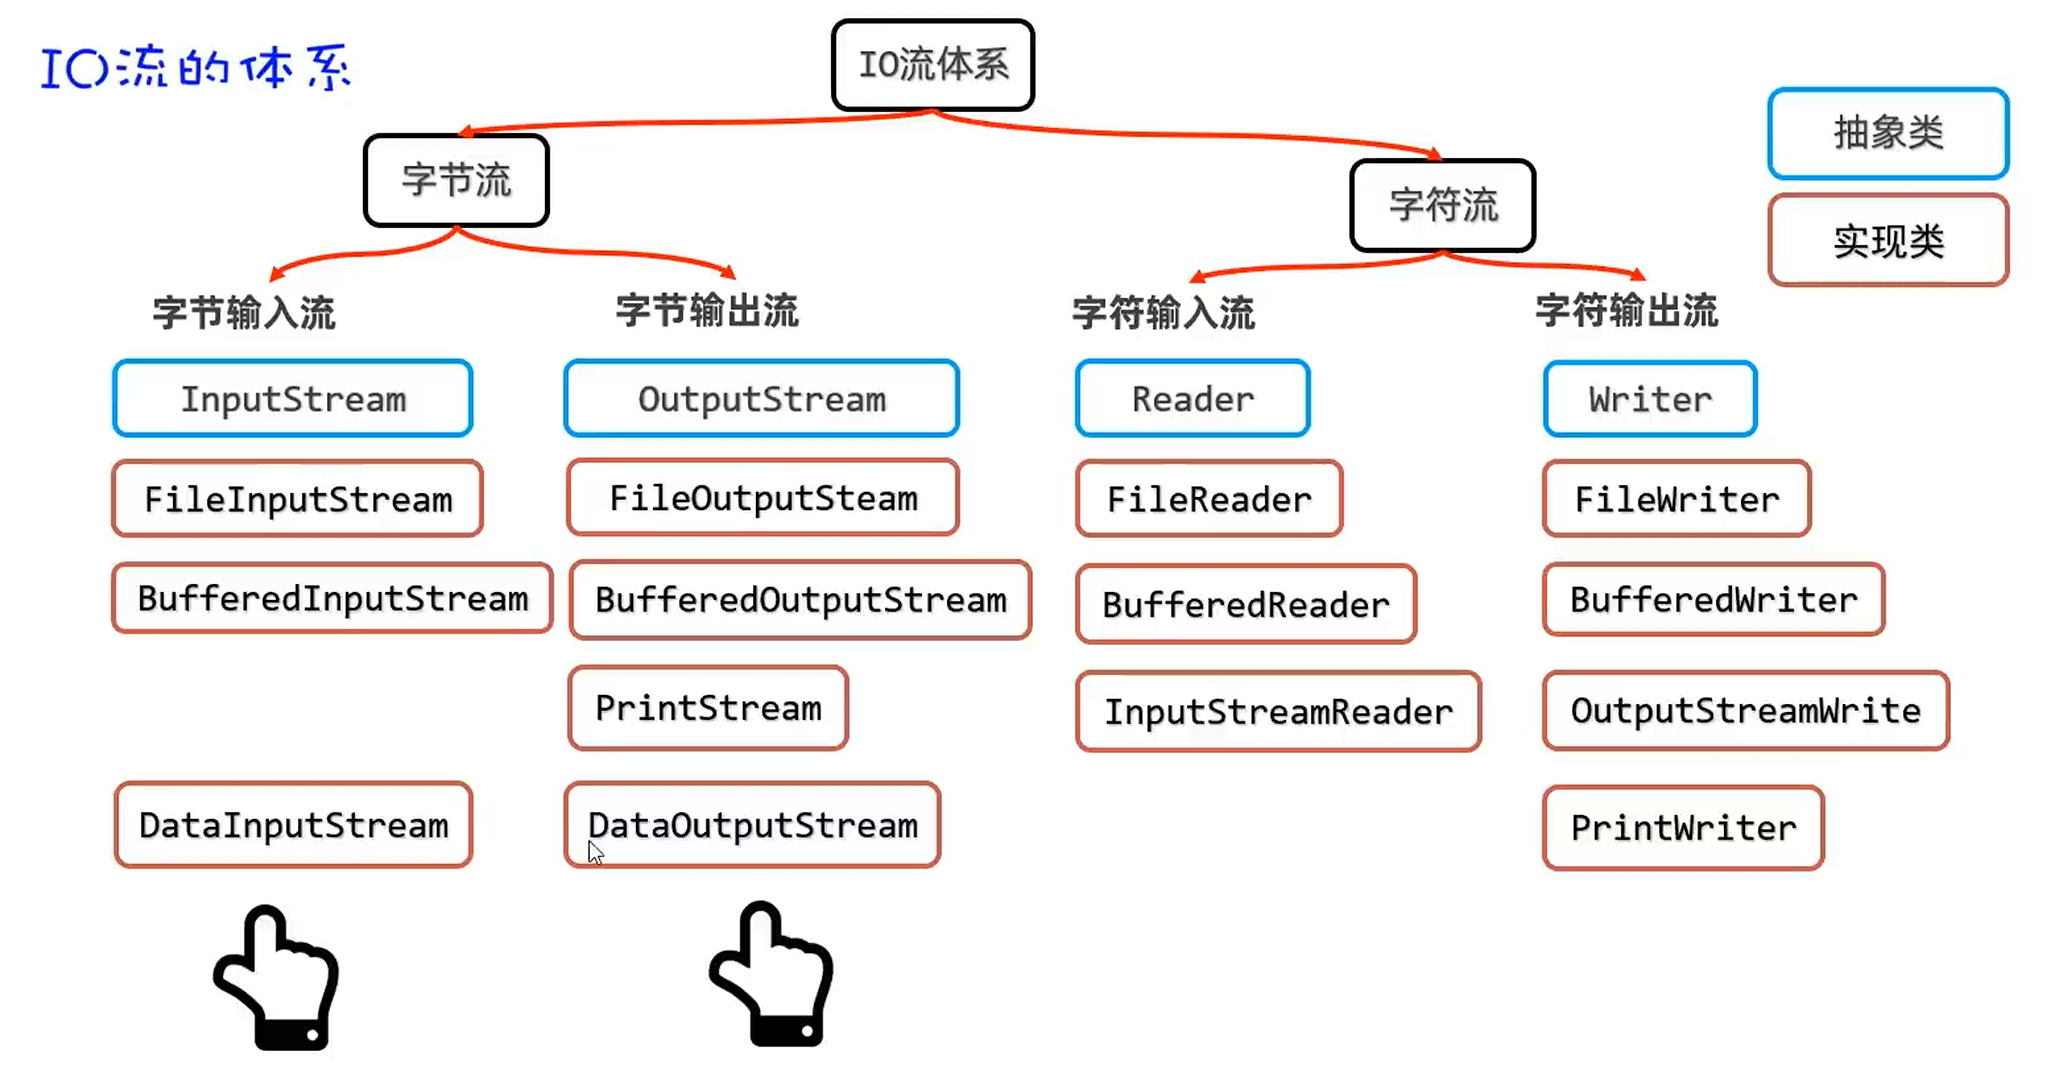 IO流的体系
IO流体系
抽象类
实现类
字节流
字符流
字节输入流
字节输出流
字符输入流
字符输出流
InputStream
OutputStream
Reader
Writer
FileInputStream
FileOutputSteam
FileReader
FileWriter
BufferedInputStream
BufferedOutputStream
BufferedReader
BufferedWriter
PrintStream
InputStreamReader
OutputStreamWrite
DataInputStream
DataOutputStream
PrintWriter